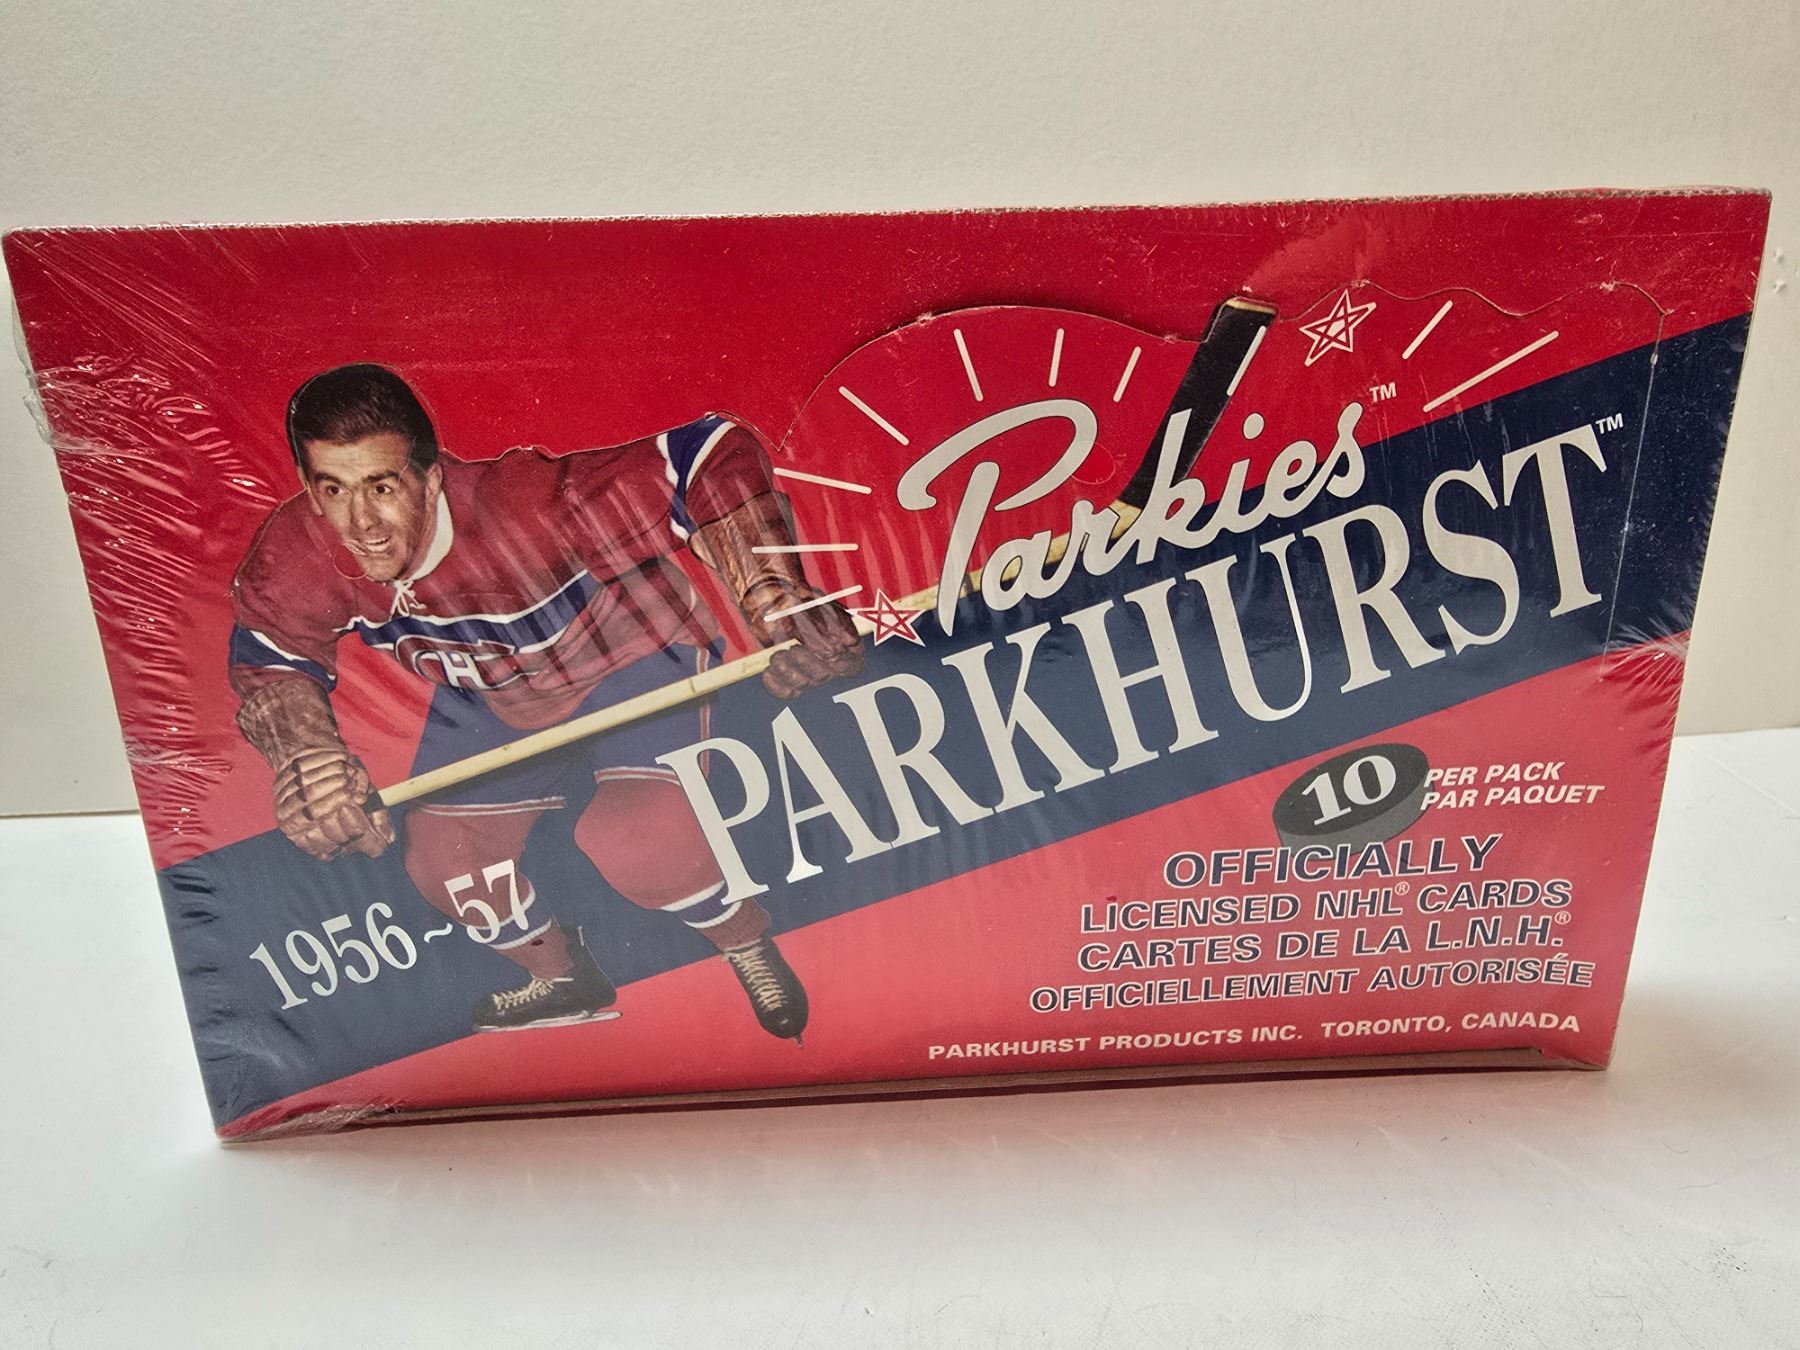 Parkies™
PARKHURST™
1956~57
10 PER PACK
PAR PAQUET
OFFICIALLY
LICENSED NHL® CARDS
CARTES DE LA L.N.H.®
OFFICIELLEMENT AUTORISÉE
PARKHURST PRODUCTS INC. TORONTO, CANADA
CH